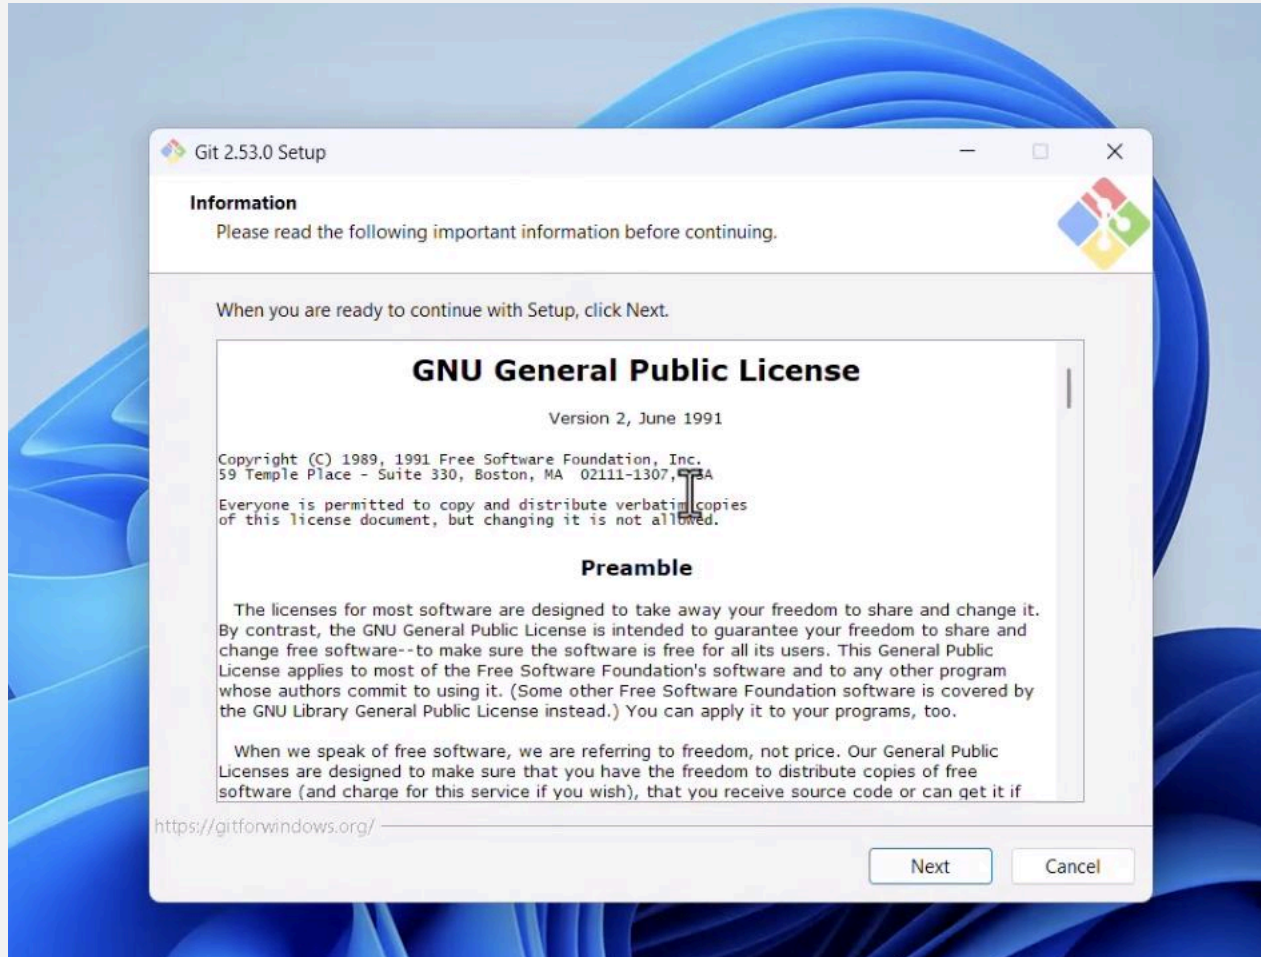 Git 2.53.0 Setup
Information
Please read the following important information before continuing.
When you are ready to continue with Setup, click Next.
GNU General Public License
Version 2, June 1991
Copyright (C) 1989, 1991 Free Software Foundation, Inc.
59 Temple Place - Suite 330, Boston, MA  02111-1307,
Everyone is permitted to copy and distribute verbatim copies
of this license document, but changing it is not allowed.
Preamble
The licenses for most software are designed to take away your freedom to share and change it.
By contrast, the GNU General Public License is intended to guarantee your freedom to share and
change free software--to make sure the software is free for all its users. This General Public
License applies to most of the Free Software Foundation's software and to any other program
whose authors commit to using it. (Some other Free Software Foundation software is covered by
the GNU Library General Public License instead.) You can apply it to your programs, too.
When we speak of free software, we are referring to freedom, not price. Our General Public
Licenses are designed to make sure that you have the freedom to distribute copies of free
software (and charge for this service if you wish), that you receive source code or can get it if
https://gitforwindows.org/
Next
Cancel